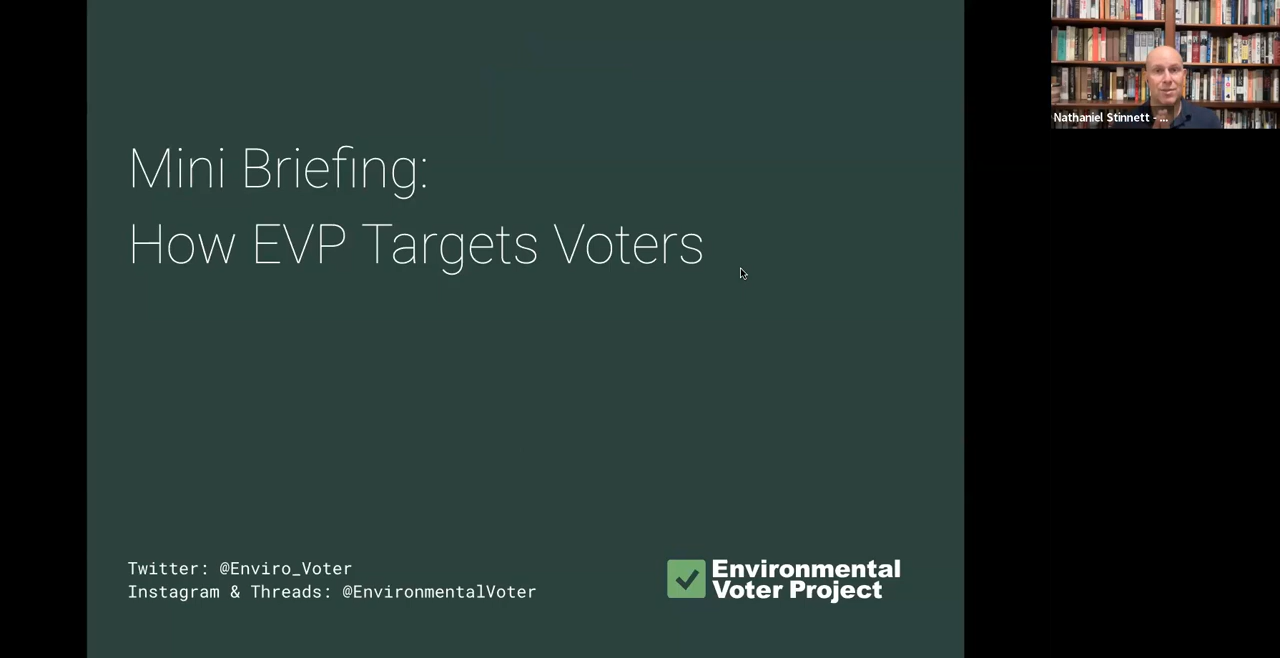 Mini Briefing:
How EVP Targets Voters
Twitter: @Enviro_Voter
Instagram & Threads: @EnvironmentalVoter
Environmental
Voter Project
Nathaniel Stinnett - ...